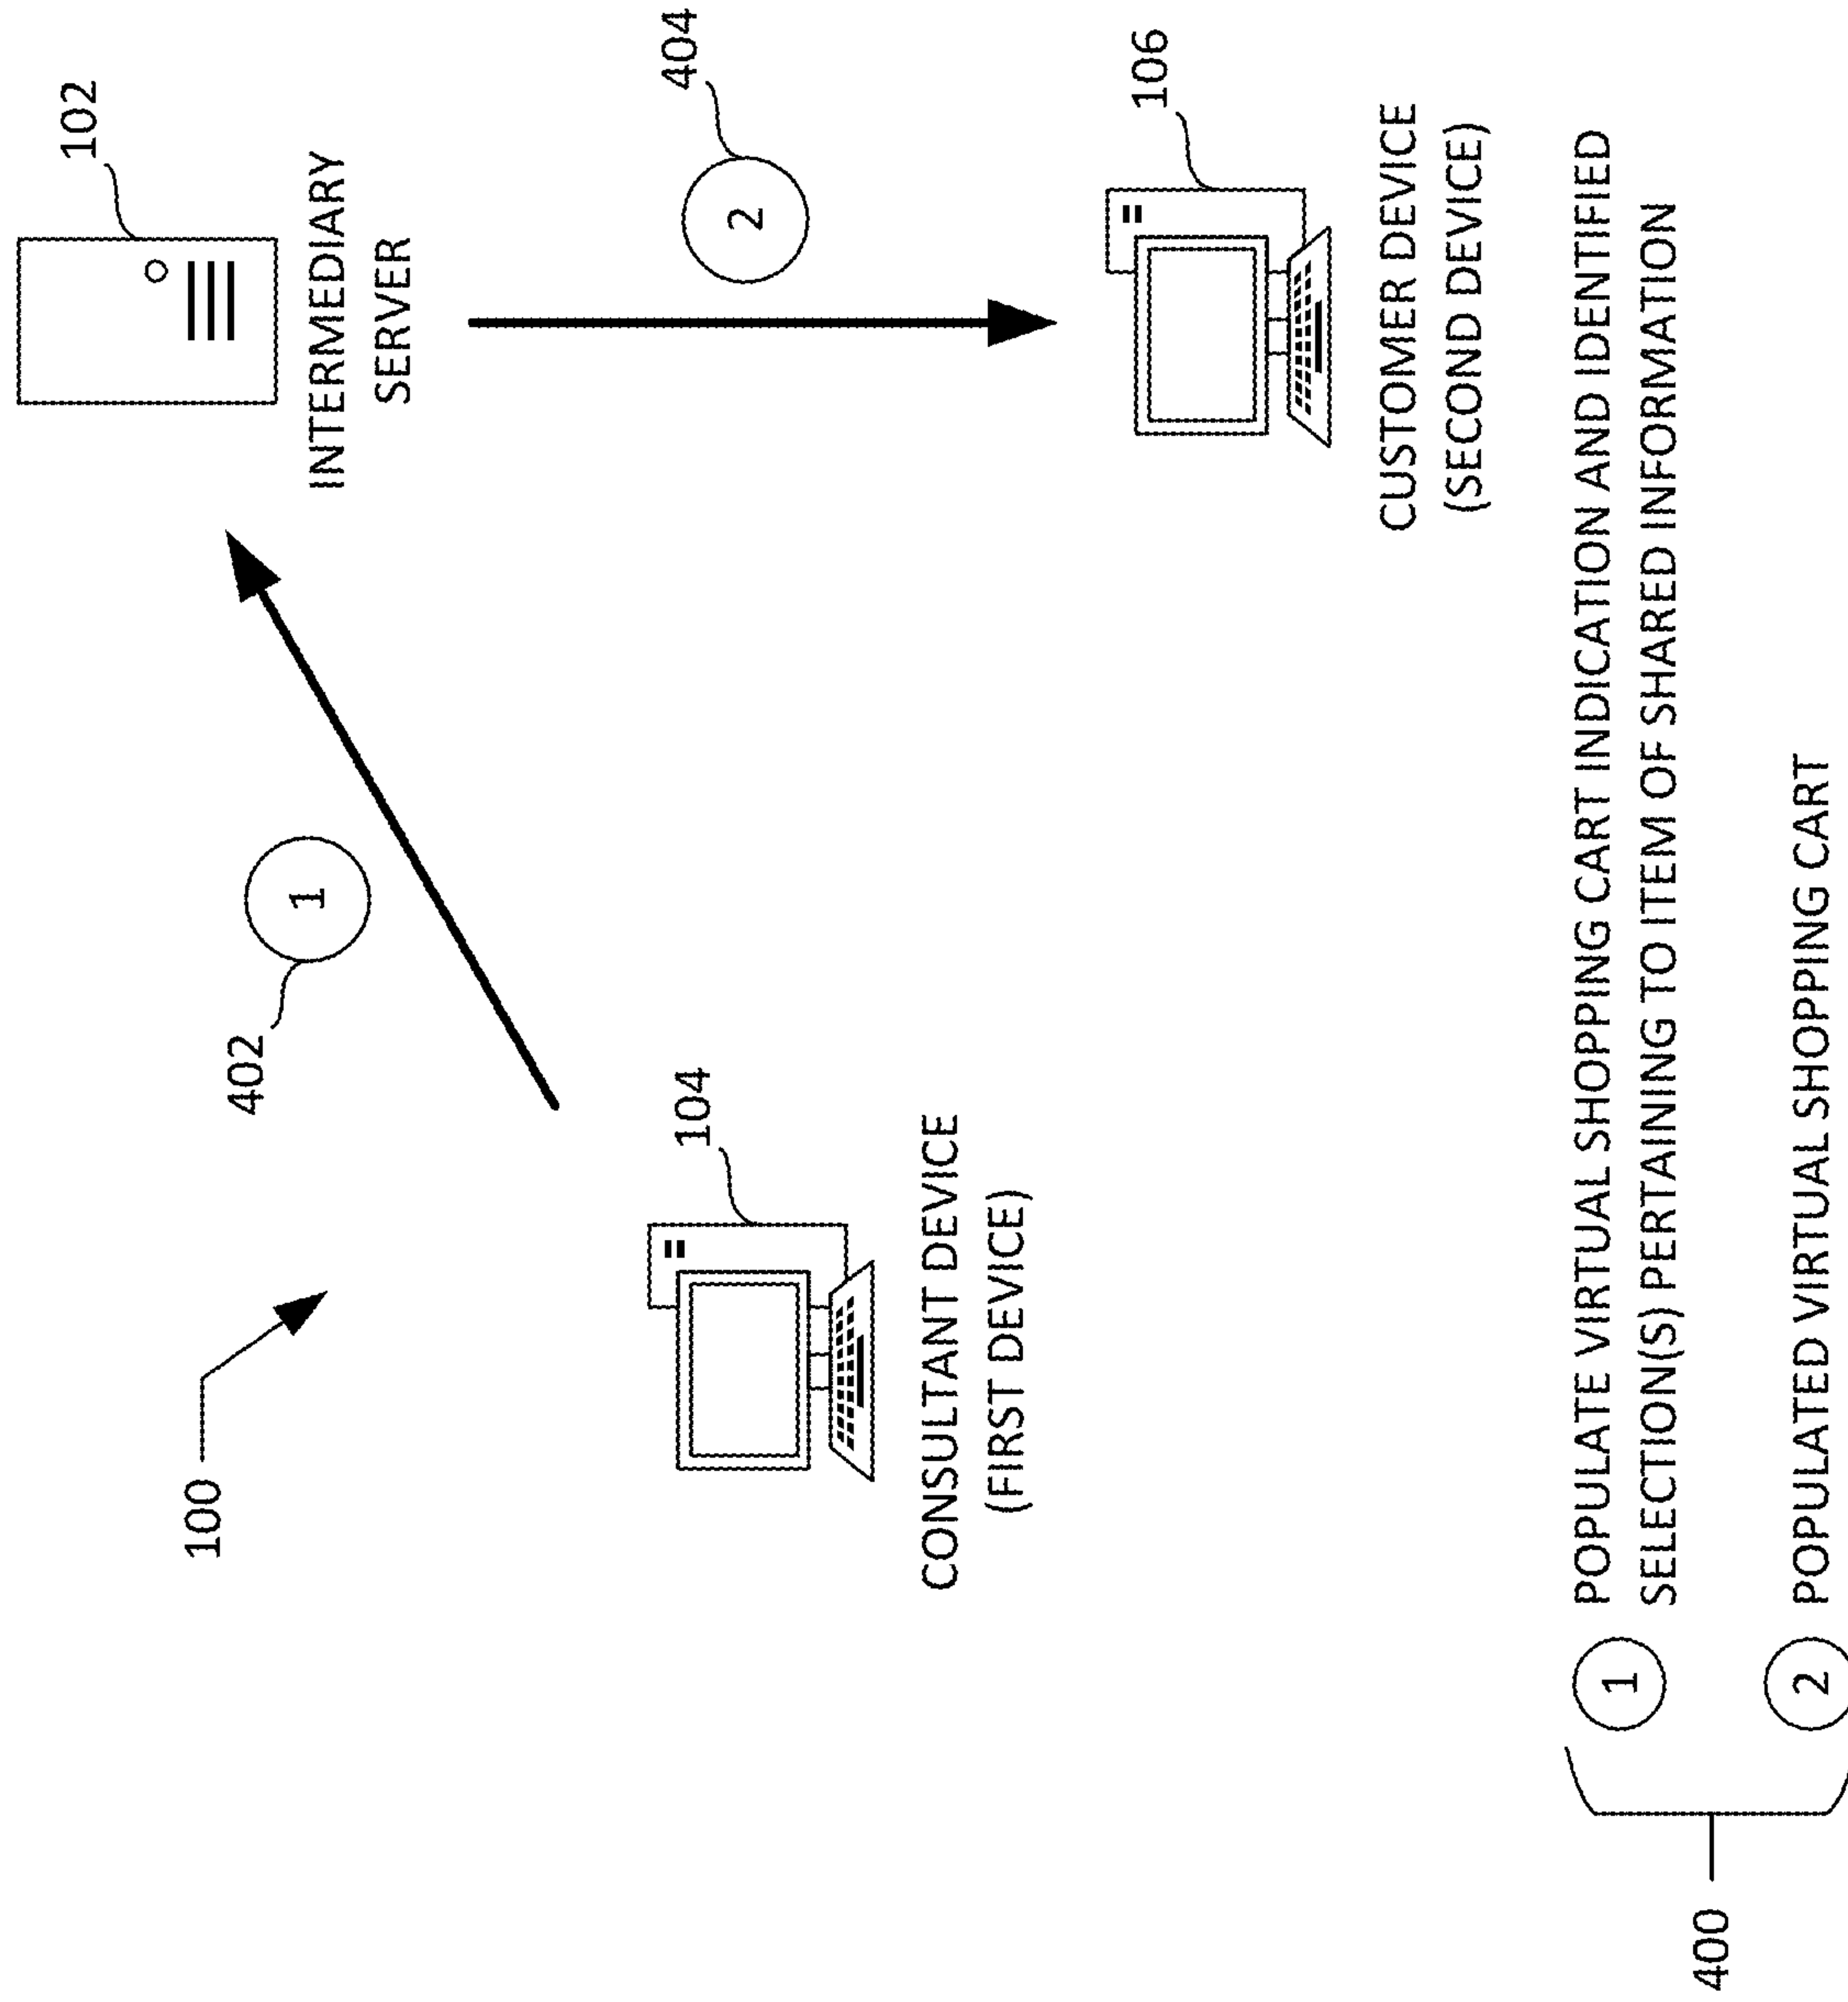 100
402
1
102
INTERMEDIARY
SERVER
104
CONSULTANT DEVICE
(FIRST DEVICE)
404
2
106
CUSTOMER DEVICE
(SECOND DEVICE)
400
1 POPULATE VIRTUAL SHOPPING CART INDICATION AND IDENTIFIED
SELECTION(S) PERTAINING TO ITEM OF SHARED INFORMATION
2 POPULATED VIRTUAL SHOPPING CART